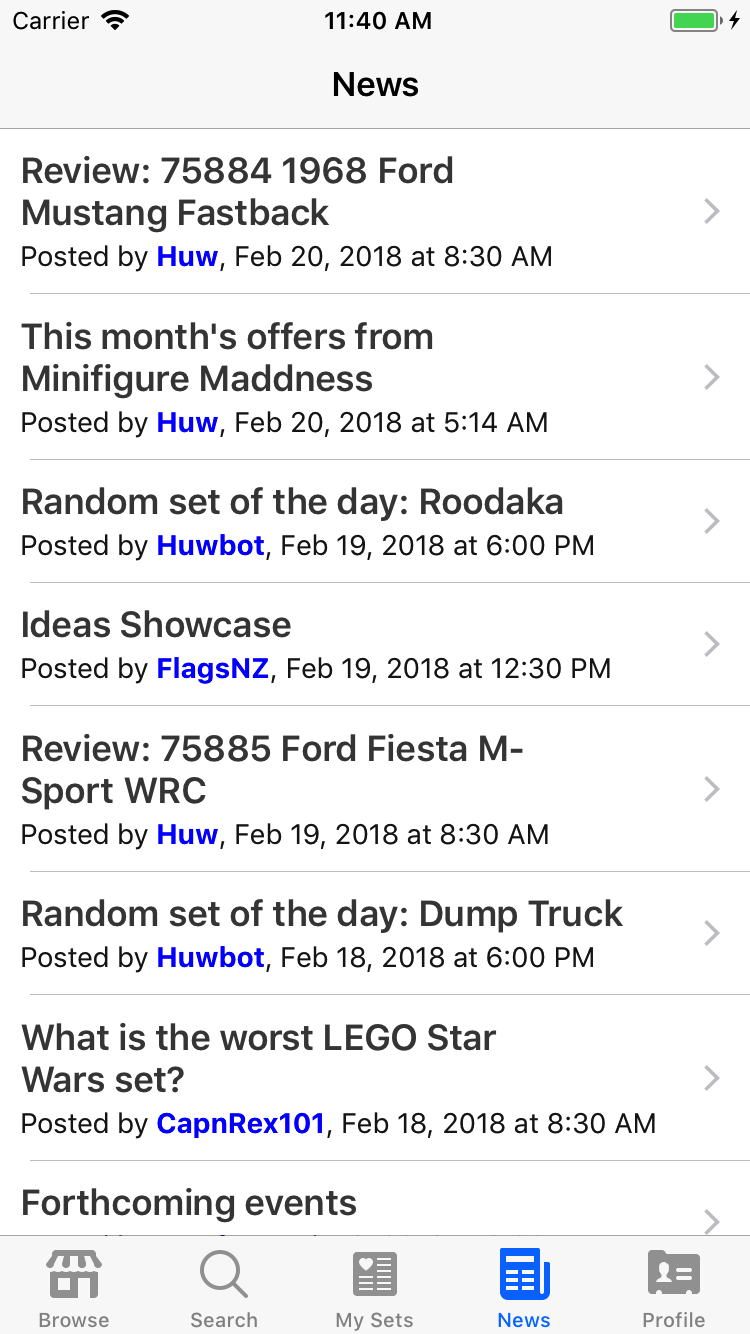 Carrier 11:40 AM
News
Review: 75884 1968 Ford
Mustang Fastback
Posted by Huw, Feb 20, 2018 at 8:30 AM
This month's offers from
Minifigure Maddness
Posted by Huw, Feb 20, 2018 at 5:14 AM
Random set of the day: Roodaka
Posted by Huwbot, Feb 19, 2018 at 6:00 PM
Ideas Showcase
Posted by FlagsNZ, Feb 19, 2018 at 12:30 PM
Review: 75885 Ford Fiesta M-
Sport WRC
Posted by Huw, Feb 19, 2018 at 8:30 AM
Random set of the day: Dump Truck
Posted by Huwbot, Feb 18, 2018 at 6:00 PM
What is the worst LEGO Star
Wars set?
Posted by CapnRex101, Feb 18, 2018 at 8:30 AM
Forthcoming events
Browse Search My Sets News Profile